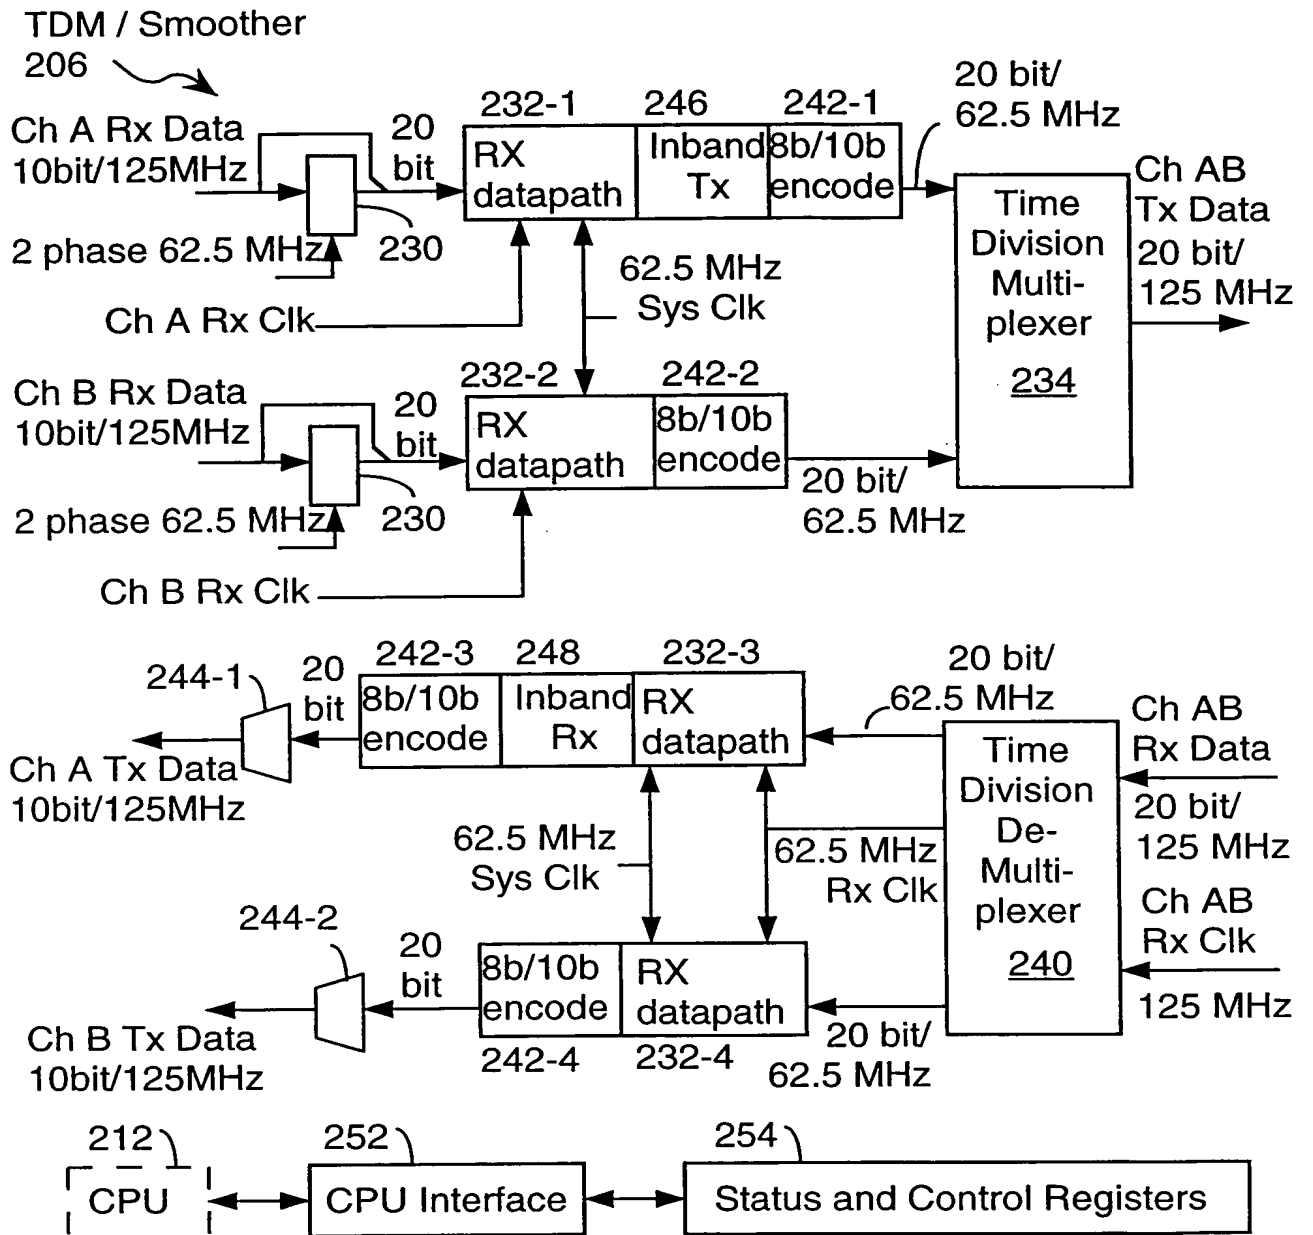 TDM / Smoother
206
232-1
246
242-1
20 bit/
62.5 MHz
Ch A Rx Data
10bit/125MHz
20
bit
RX
datapath
Inband
Tx
8b/10b
encode
Ch AB
Tx Data
20 bit/
125 MHz
Time
Division
Multi-
plexer
234
2 phase 62.5 MHz
230
62.5 MHz
Sys Clk
Ch A Rx Clk
232-2
242-2
Ch B Rx Data
10bit/125MHz
20
bit
RX
datapath
8b/10b
encode
20 bit/
62.5 MHz
2 phase 62.5 MHz
230
Ch B Rx Clk
244-1
20
bit
242-3
248
232-3
20 bit/
62.5 MHz
8b/10b
encode
Inband
Rx
RX
datapath
Ch AB
Rx Data
20 bit/
125 MHz
Ch A Tx Data
10bit/125MHz
Time
Division
De-
Multi-
plexer
240
62.5 MHz
Sys Clk
62.5 MHz
Rx Clk
Ch AB
Rx Clk
125 MHz
244-2
20
bit
8b/10b
encode
RX
datapath
242-4
232-4
20 bit/
62.5 MHz
Ch B Tx Data
10bit/125MHz
212
252
254
CPU
CPU Interface
Status and Control Registers